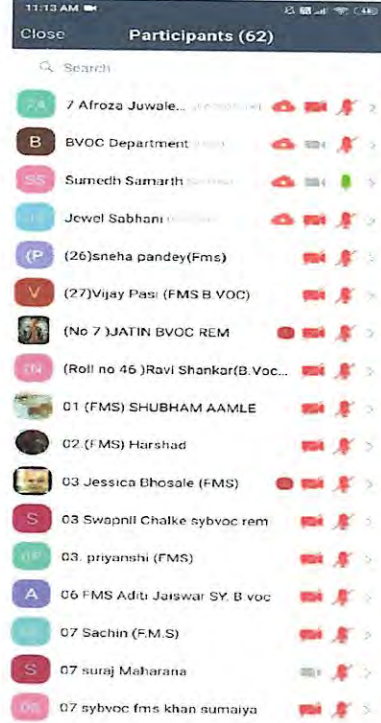 11:13 AM
Close Participants (62)
Search
7A 7 Afroza Juwale...
B BVOC Department
SS Sumedh Samarth
JS Jewel Sabhani
(P (26)sneha pandey(Fms)
V (27)Vijay Pasi (FMS B.VOC)
(No 7 )JATIN BVOC REM
(Roll no 46 )Ravi Shankar(B.Voc...
01 (FMS) SHUBHAM AAMLE
02.(FMS) Harshad
03 Jessica Bhosale (FMS)
S 03 Swapnil Chalke sybvoc rem
0P 03. priyanshi (FMS)
A 06 FMS Aditi Jaiswar SY. B voc
07 Sachin (F.M.S)
S 07 suraj Maharana
07 sybvoc fms khan sumaiya